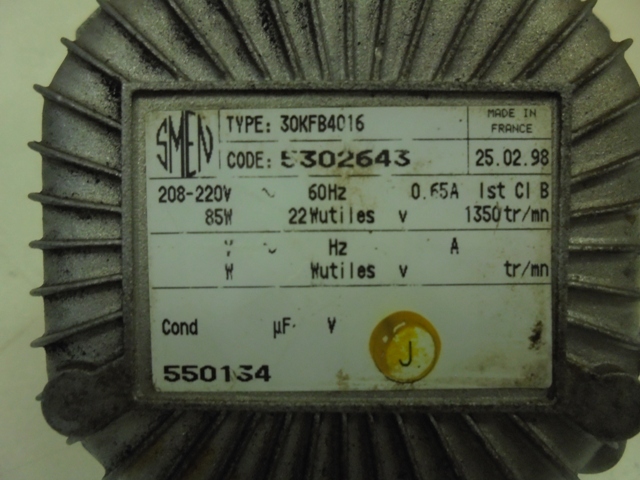 SMEN
TYPE: 30KFB4016
MADE IN
FRANCE
CODE: 5302643
25.02.98
208-220V ~ 60Hz 0.65A Ist Cl B
85W 22Wutiles v 1350tr/mn
V ~ Hz A
W Wutiles v tr/mn
Cond µF V
J
550134